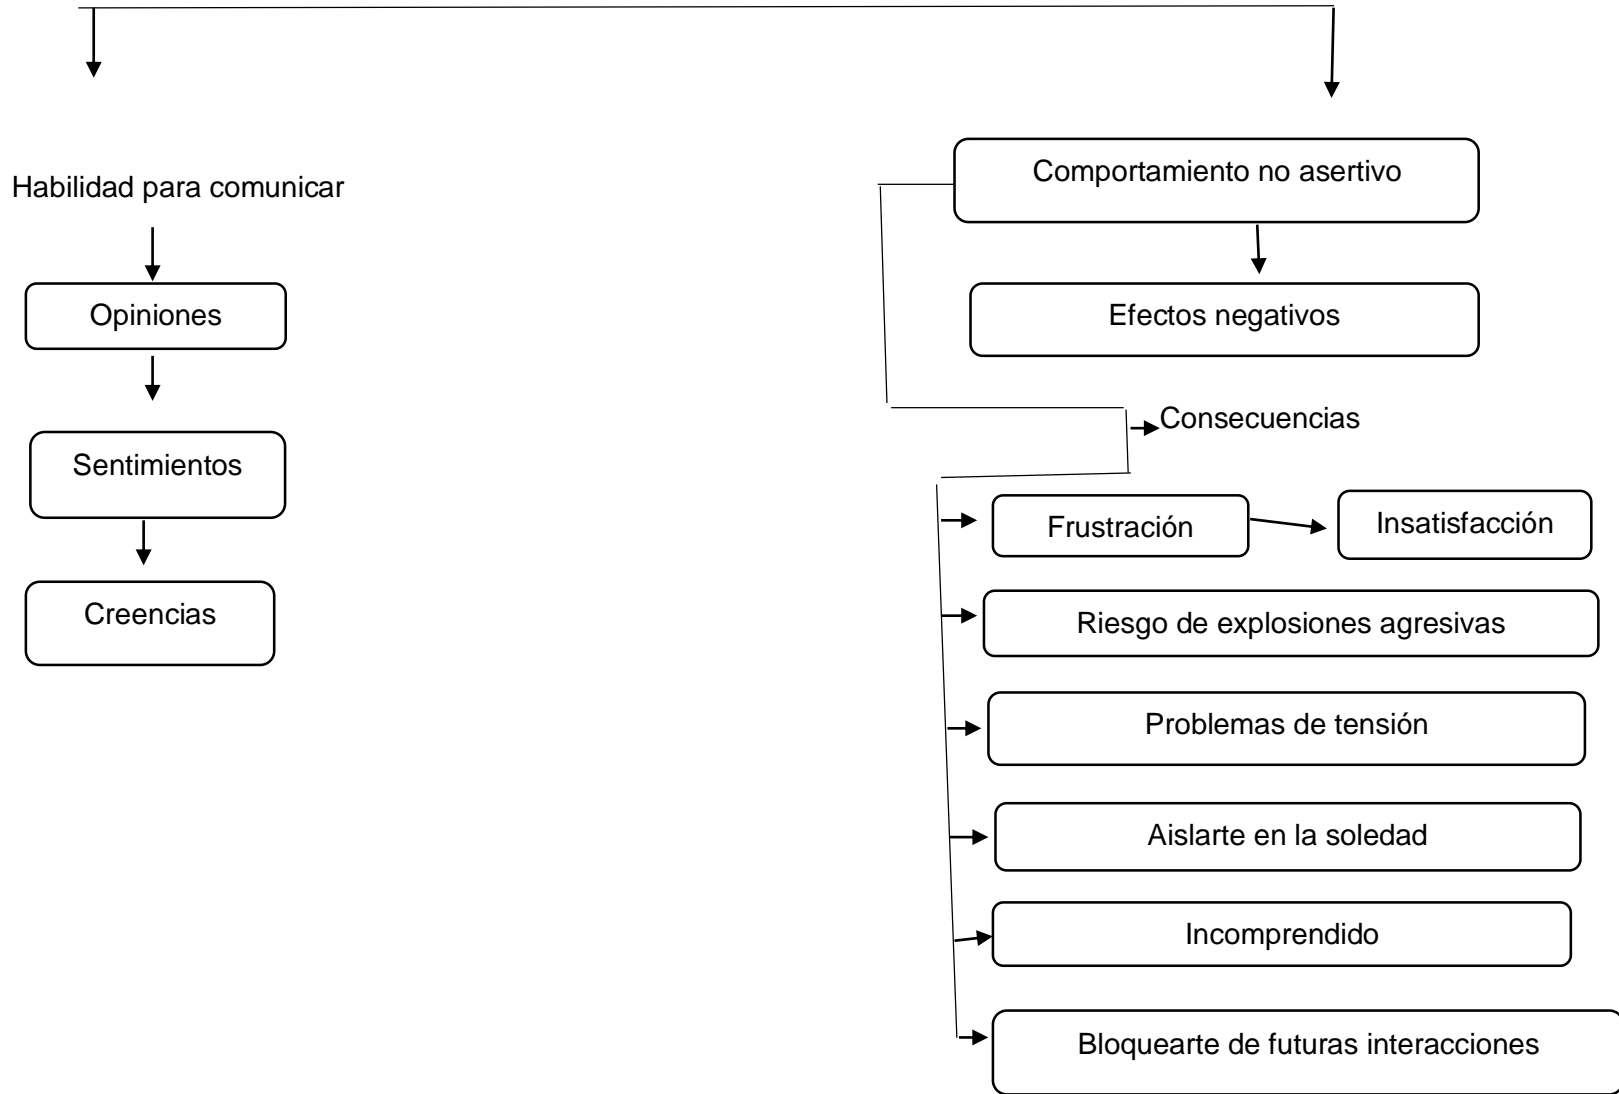 Habilidad para comunicar
Opiniones
Sentimientos
Creencias
Comportamiento no asertivo
Efectos negativos
Consecuencias
Frustración
Insatisfacción
Riesgo de explosiones agresivas
Problemas de tensión
Aislarte en la soledad
Incomprendido
Bloquearte de futuras interacciones